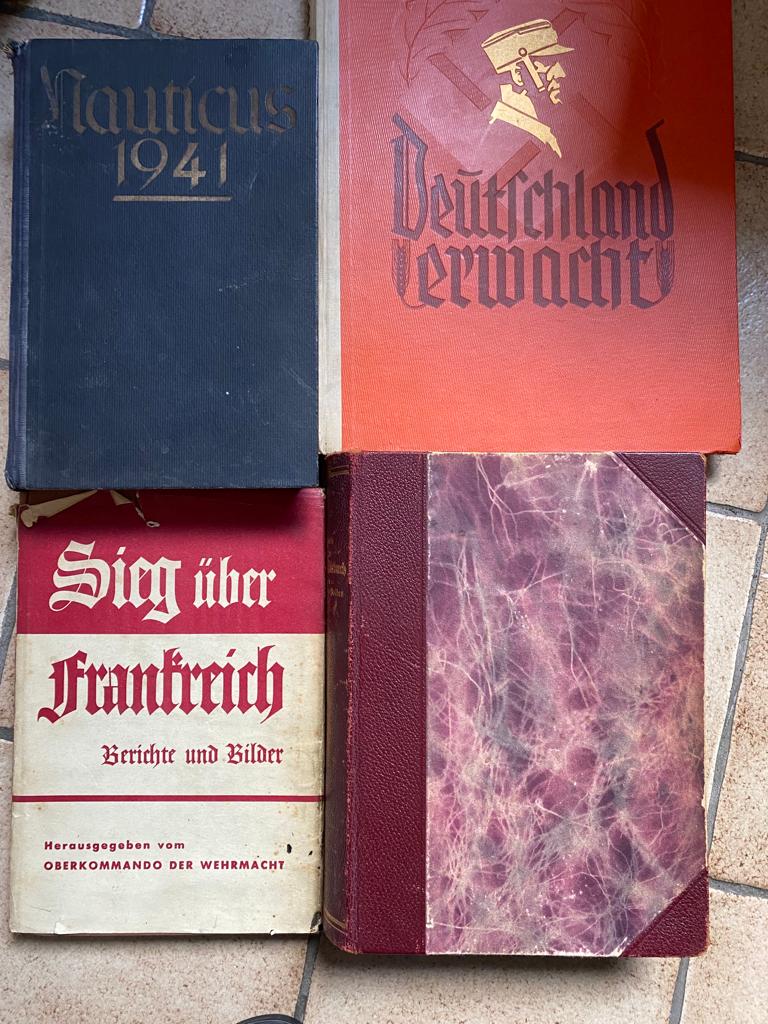 Nauticus
1941
Deutschland
erwacht
Sieg über
Frankreich
Berichte und Bilder
Herausgegeben vom
OBERKOMMANDO DER WEHRMACHT